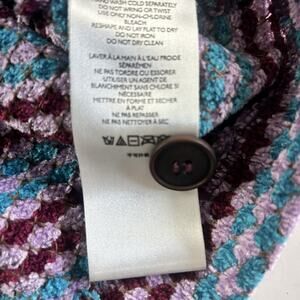 HAND WASH COLD SEPARATELY
DO NOT WRING OR TWIST
USE ONLY NON-CHLORINE
BLEACH
RESHAPE AND LAY FLAT TO DRY
DO NOT IRON
DO NOT DRY CLEAN
LAVER À LA MAIN À L'EAU FROIDE
SÉPARÉMENT
NE PAS TORDRE OU ESSORER
UTILISER UN AGENT DE
BLANCHIMENT SANS CHLORE SI
NÉCESSAIRE
METTRE EN FORME ET SÉCHER
À PLAT
NE PAS REPASSER
NE PAS NETTOYER À SEC